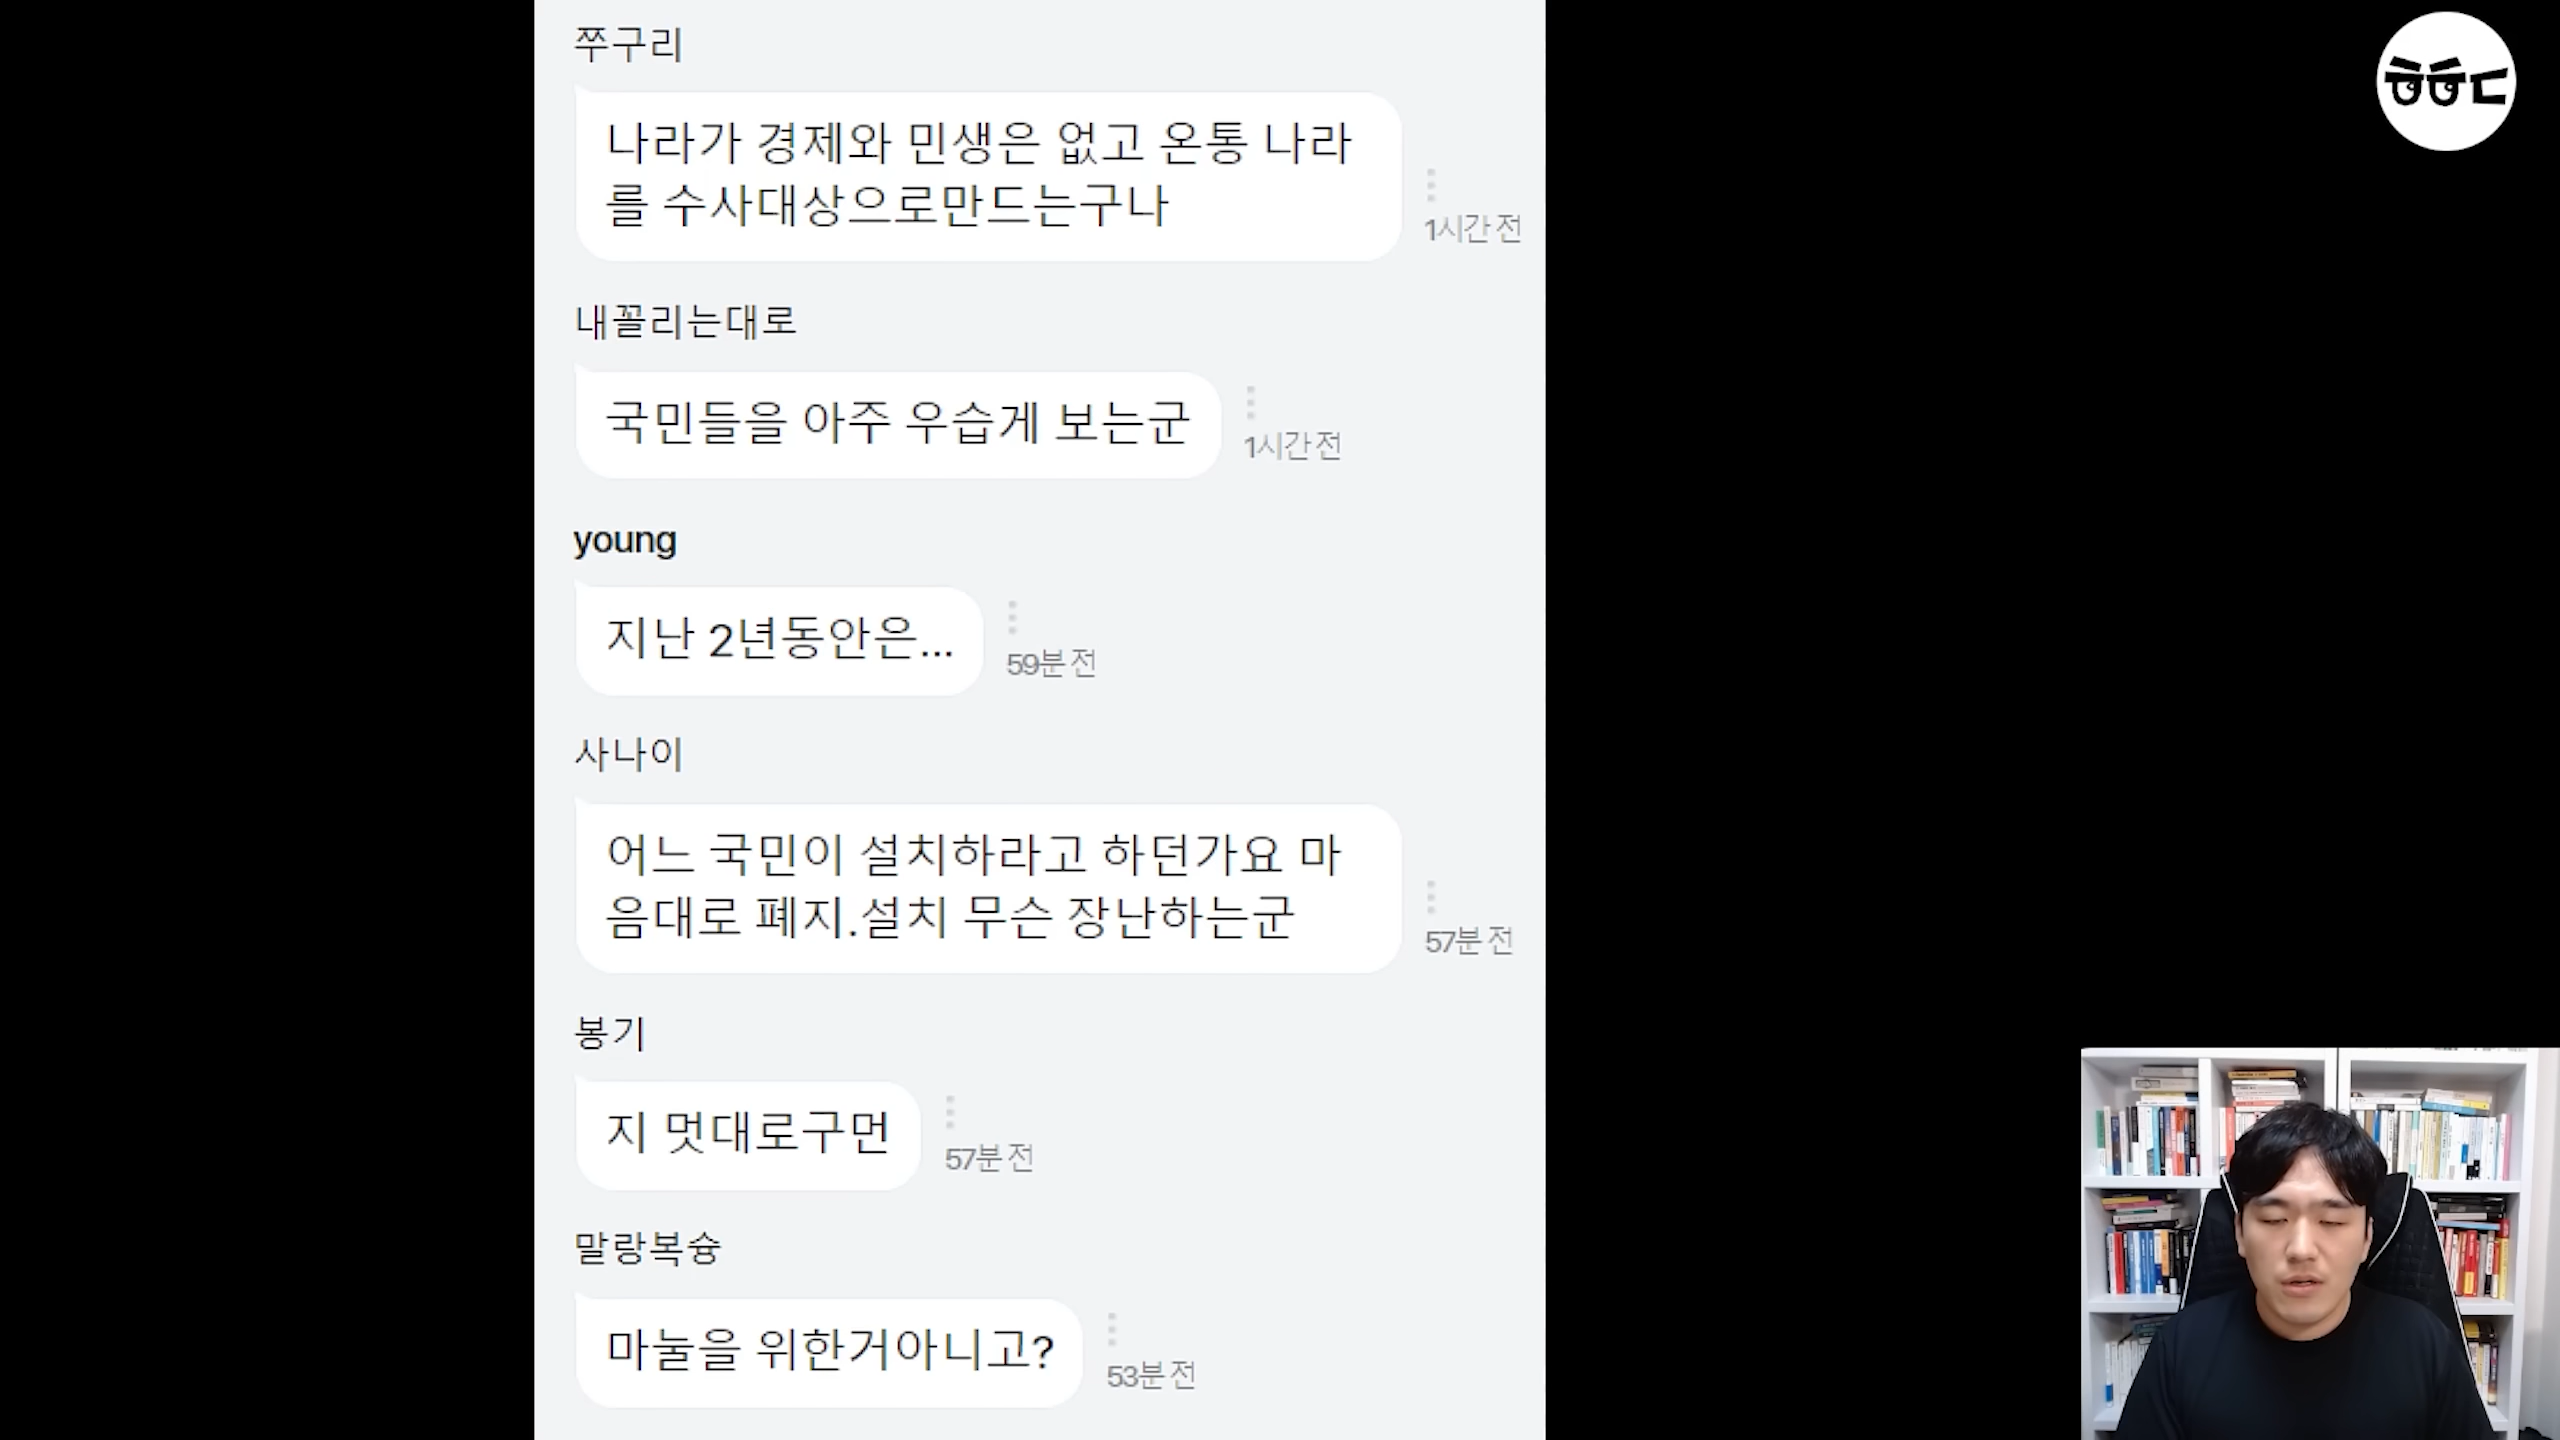 쭈구리
나라가 경제와 민생은 없고 온통 나라
를 수사대상으로만드는구나
1시간 전
내꼴리는대로
국민들을 아주 우습게 보는군
1시간 전
young
지난 2년동안은...
59분 전
사나이
어느 국민이 설치하라고 하던가요 마
음대로 폐지.설치 무슨 장난하는군
57분 전
봉기
지 멋대로구먼
57분 전
말랑복슝
마눌을 위한거아니고?
53분 전
ㅎㅎㄷ